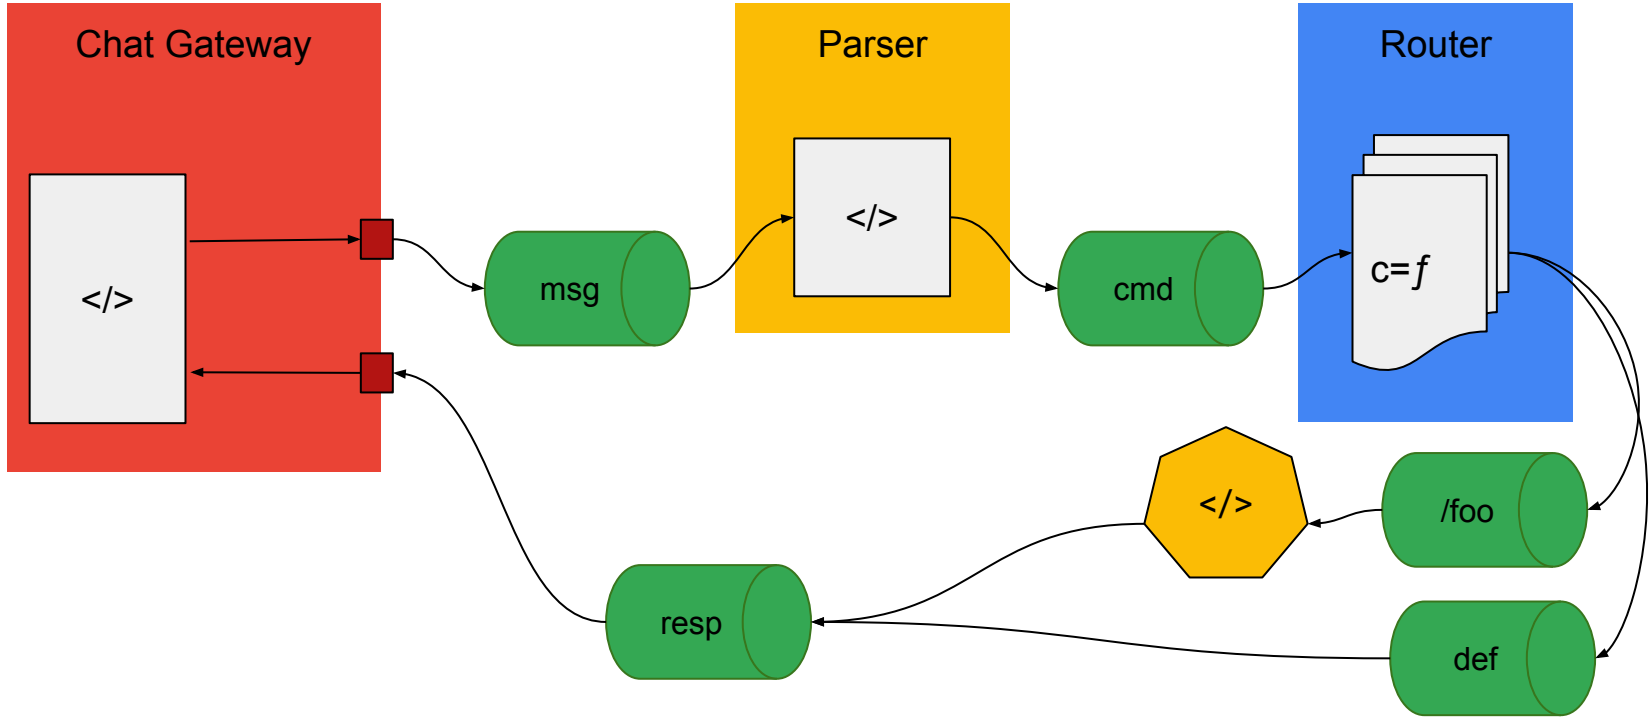 Chat Gateway
Parser
Router
</>
msg
</>
cmd
c=ƒ
</>
/foo
resp
def